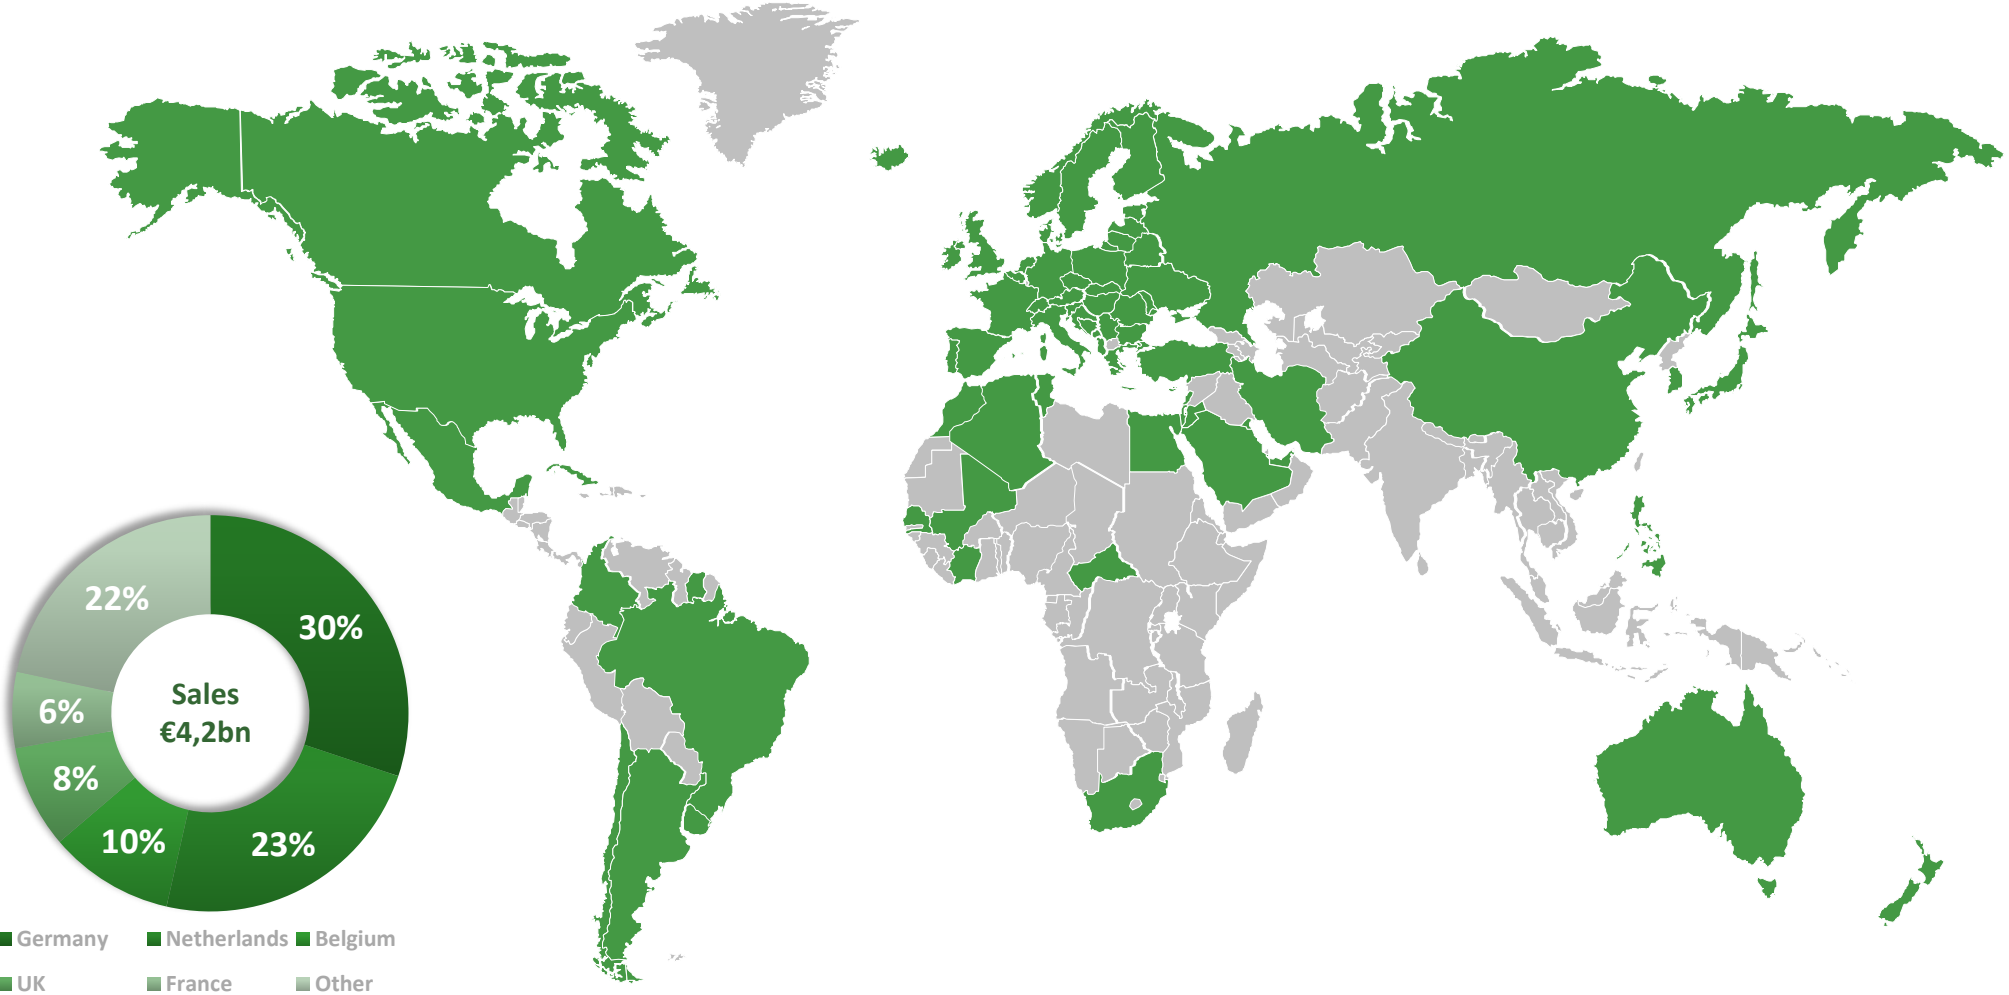 22%
30%
Sales
€4,2bn
6%
8%
10%
23%
Germany
Netherlands
Belgium
UK
France
Other